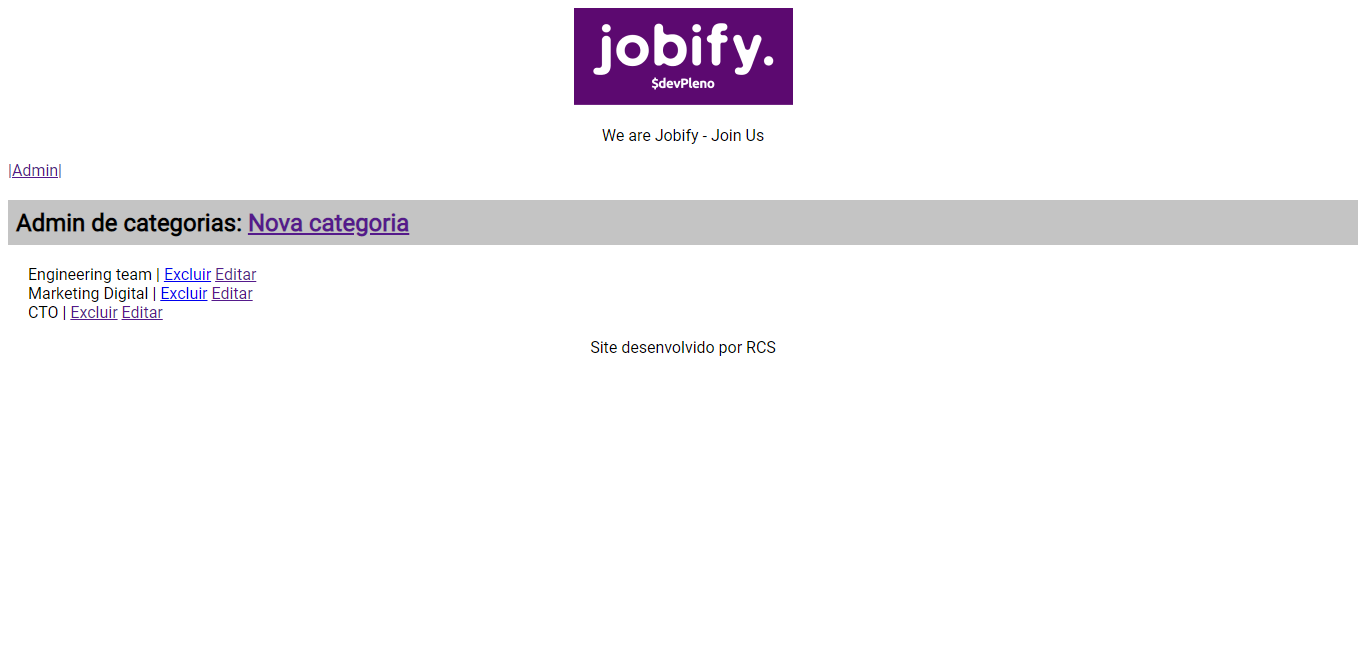 jobify.
$devPleno
We are Jobify - Join Us
|Admin|
Admin de categorias: Nova categoria
Engineering team | Excluir Editar
Marketing Digital | Excluir Editar
CTO | Excluir Editar
Site desenvolvido por RCS